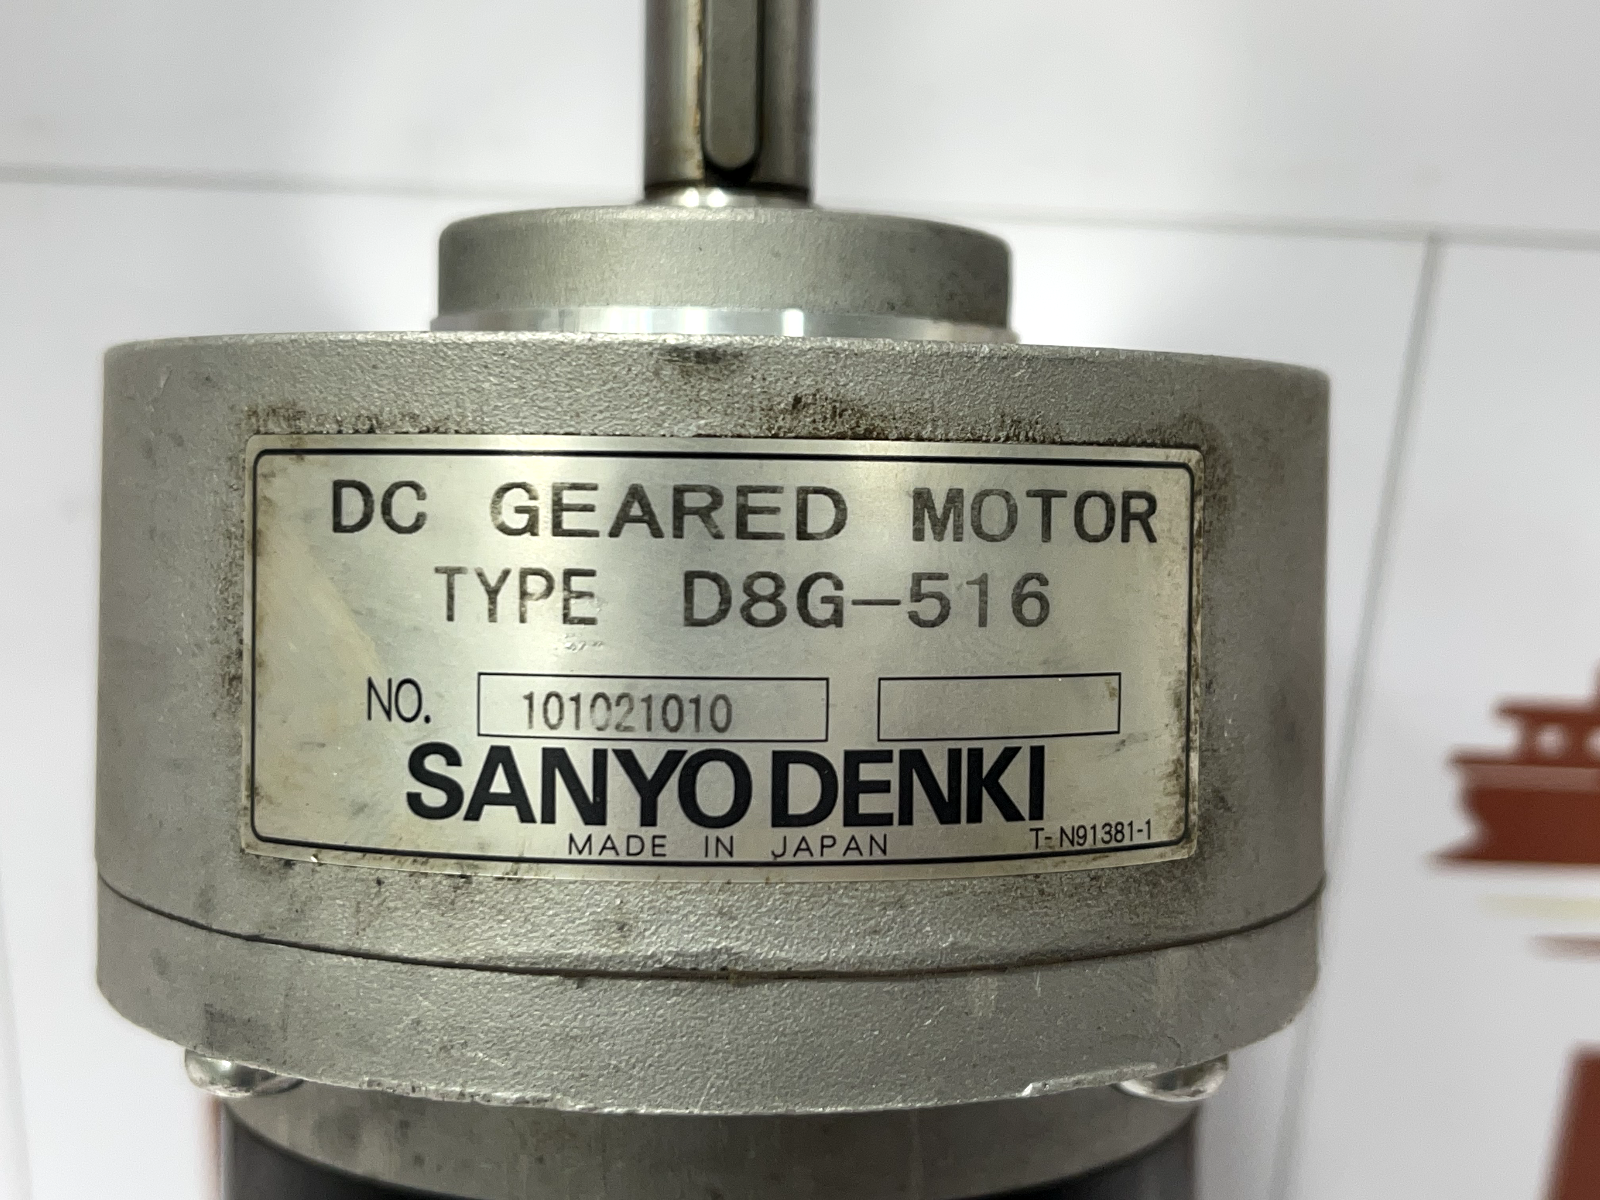 DC GEARED MOTOR
TYPE D8G-516
NO. 101021010
SANYO DENKI
MADE IN JAPAN T-N91381-1